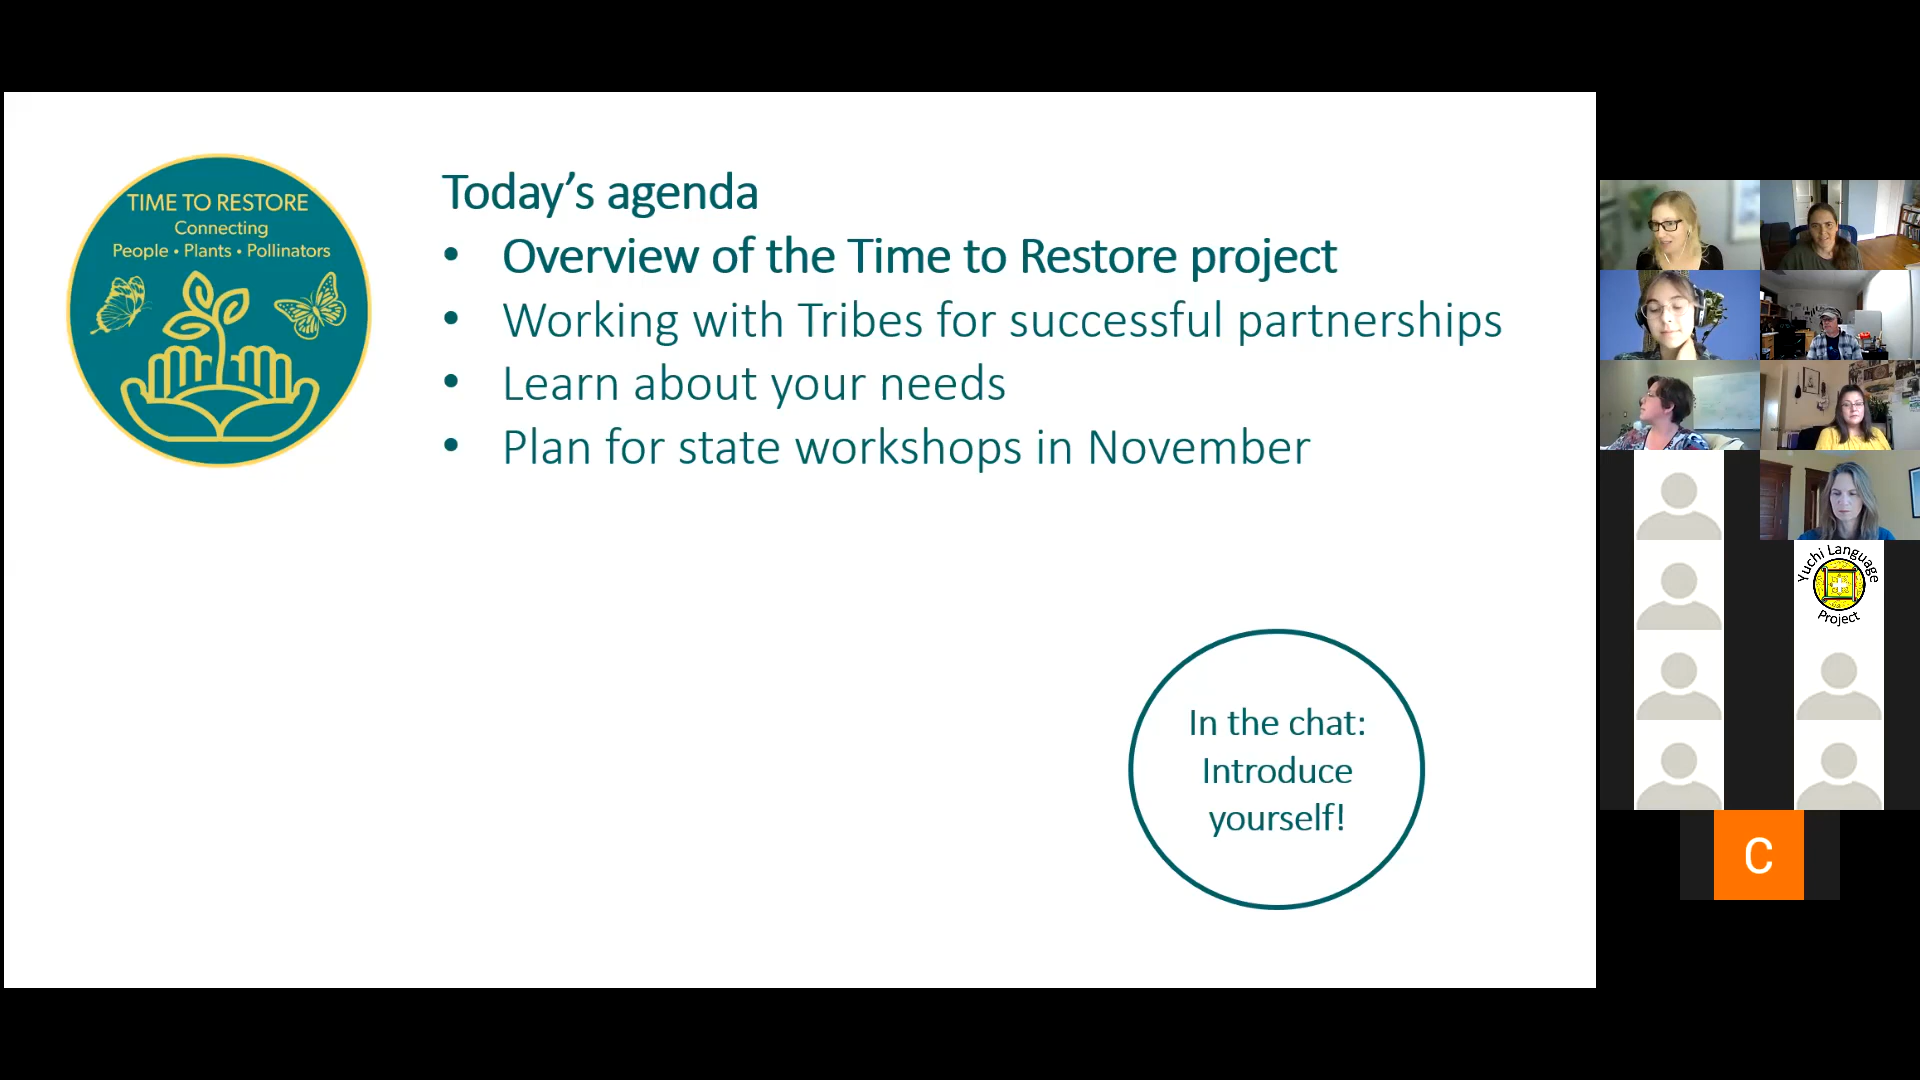 TIME TO RESTORE
Connecting
People • Plants • Pollinators
Today’s agenda
• Overview of the Time to Restore project
• Working with Tribes for successful partnerships
• Learn about your needs
• Plan for state workshops in November
In the chat:
Introduce
yourself!
Yuchi Language
Project
C